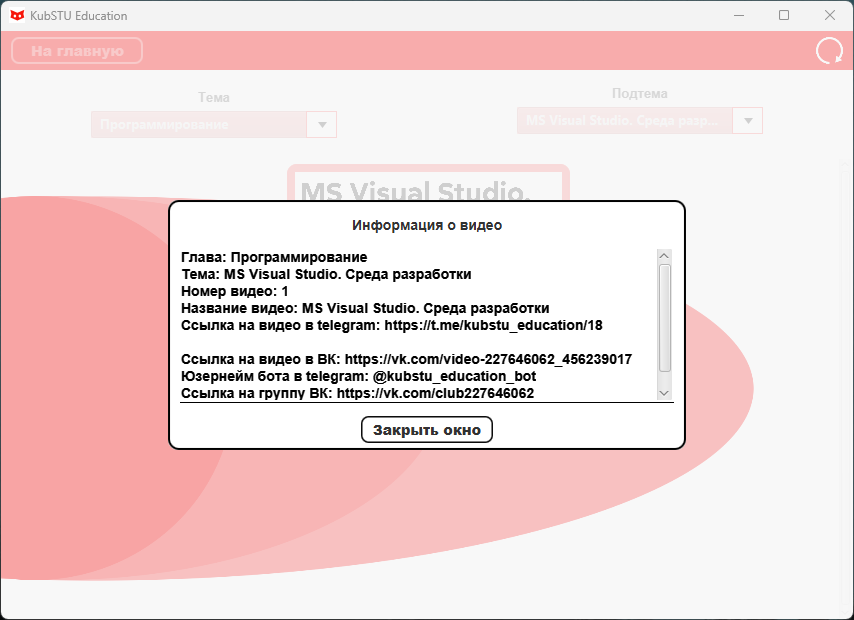 KubSTU Education
На главную
Тема
Подтема
Программирование
MS Visual Studio. Среда разр...
MS Visual Studio.
Информация о видео
Глава: Программирование
Тема: MS Visual Studio. Среда разработки
Номер видео: 1
Название видео: MS Visual Studio. Среда разработки
Ссылка на видео в telegram: https://t.me/kubstu_education/18
Ссылка на видео в ВК: https://vk.com/video-227646062_456239017
Юзернейм бота в telegram: @kubstu_education_bot
Ссылка на группу ВК: https://vk.com/club227646062
Закрыть окно